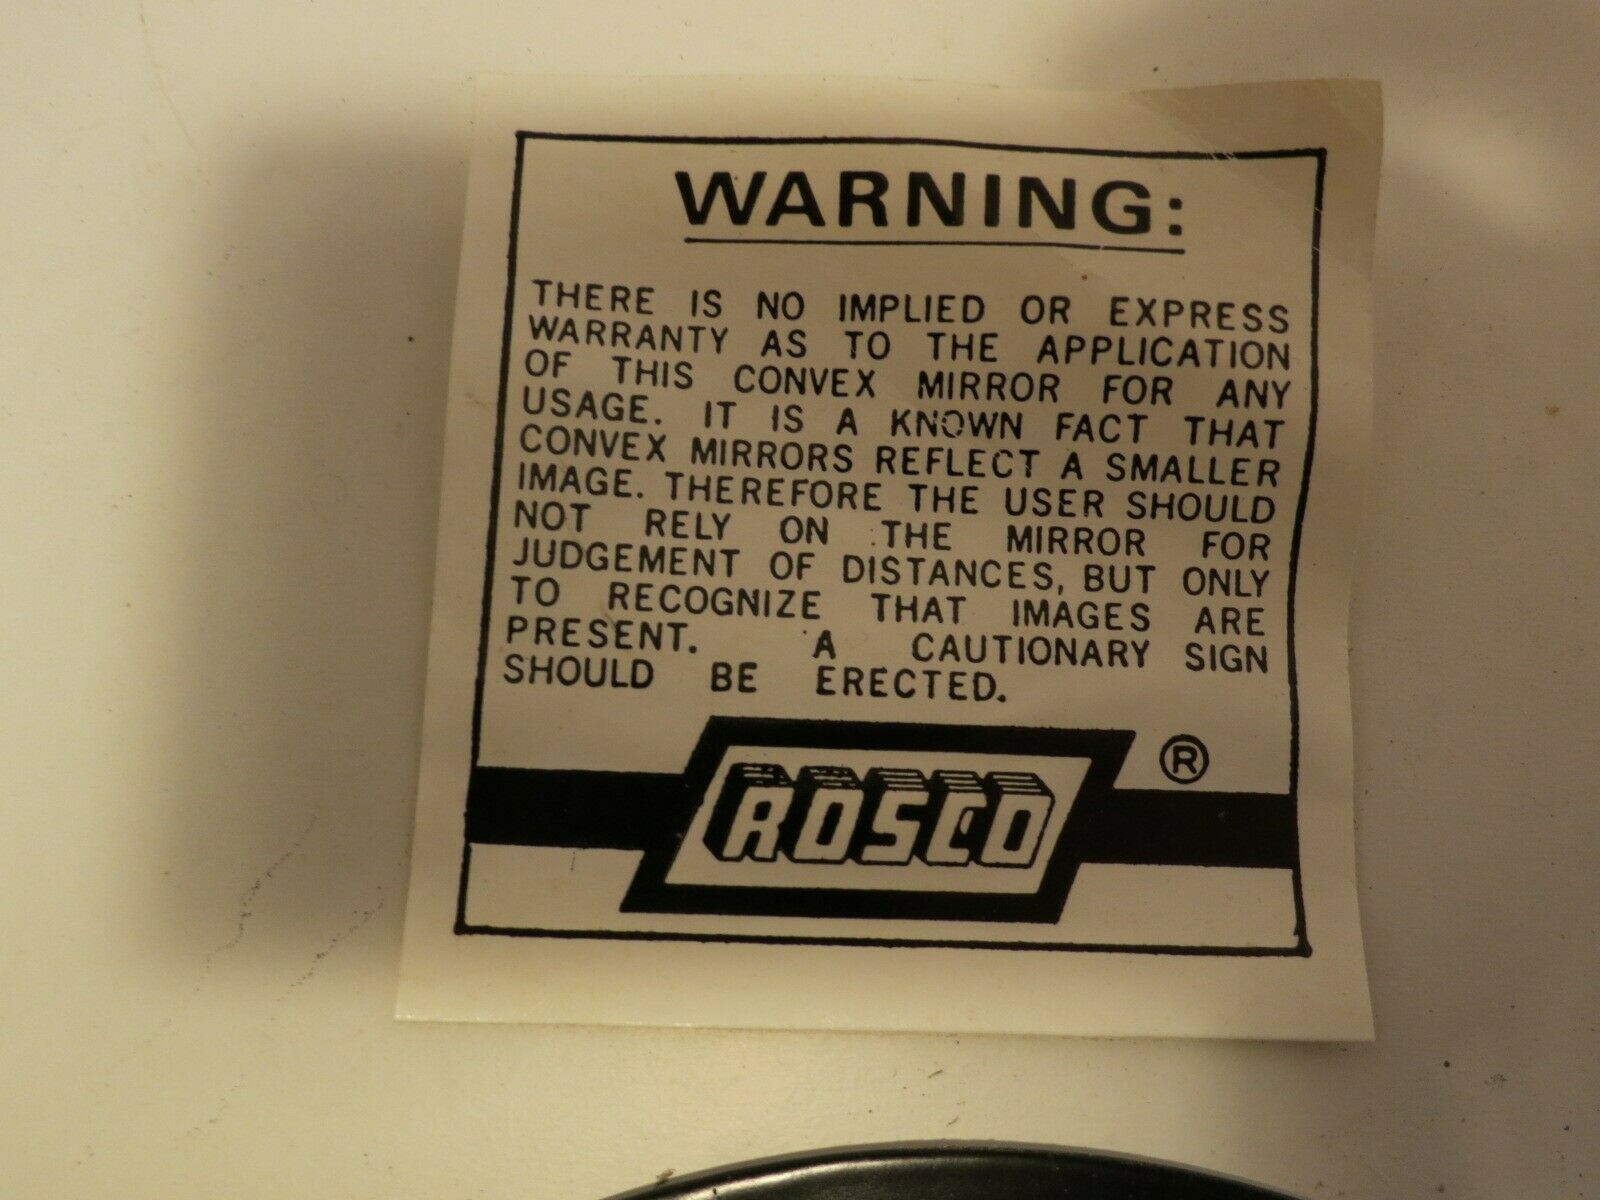 WARNING:
THERE IS NO IMPLIED OR EXPRESS
WARRANTY AS TO THE APPLICATION
OF THIS CONVEX MIRROR FOR ANY
USAGE. IT IS A KNOWN FACT THAT
CONVEX MIRRORS REFLECT A SMALLER
IMAGE. THEREFORE THE USER SHOULD
NOT RELY ON THE MIRROR FOR
JUDGEMENT OF DISTANCES, BUT ONLY
TO RECOGNIZE THAT IMAGES ARE
PRESENT. A CAUTIONARY SIGN
SHOULD BE ERECTED.
ROSCO ®